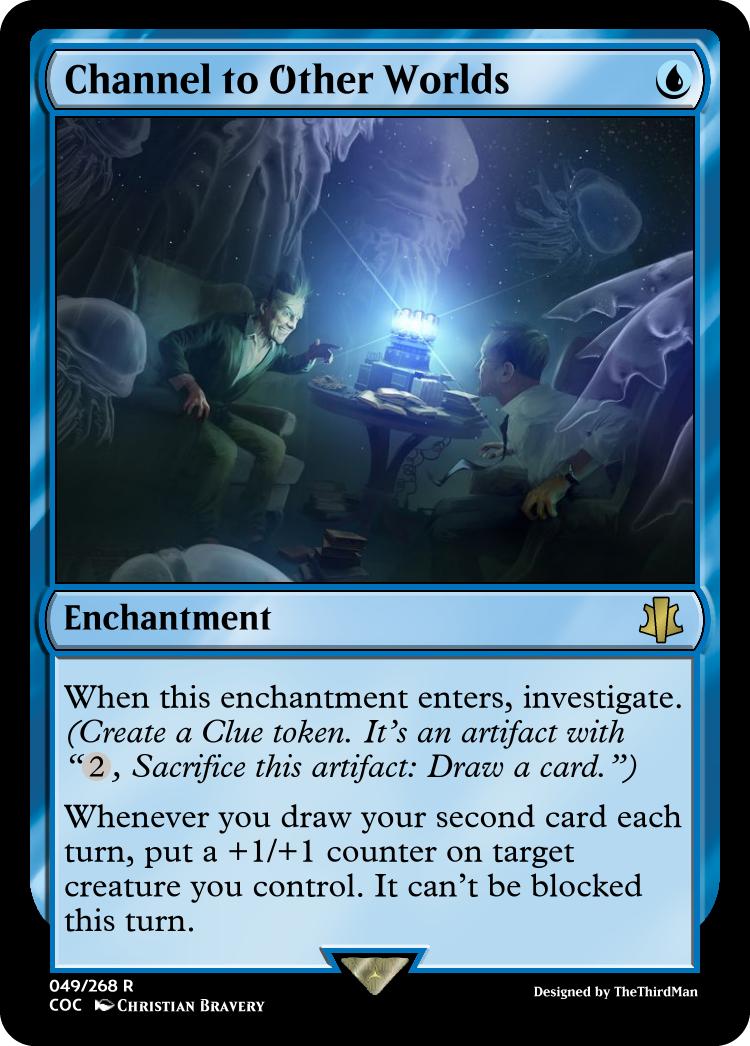 Channel to Other Worlds
Enchantment
When this enchantment enters, investigate.
(Create a Clue token. It's an artifact with
“2, Sacrifice this artifact: Draw a card.”)
Whenever you draw your second card each
turn, put a +1/+1 counter on target
creature you control. It can't be blocked
this turn.
049/268 R
COC Christian Bravery
Designed by TheThirdMan